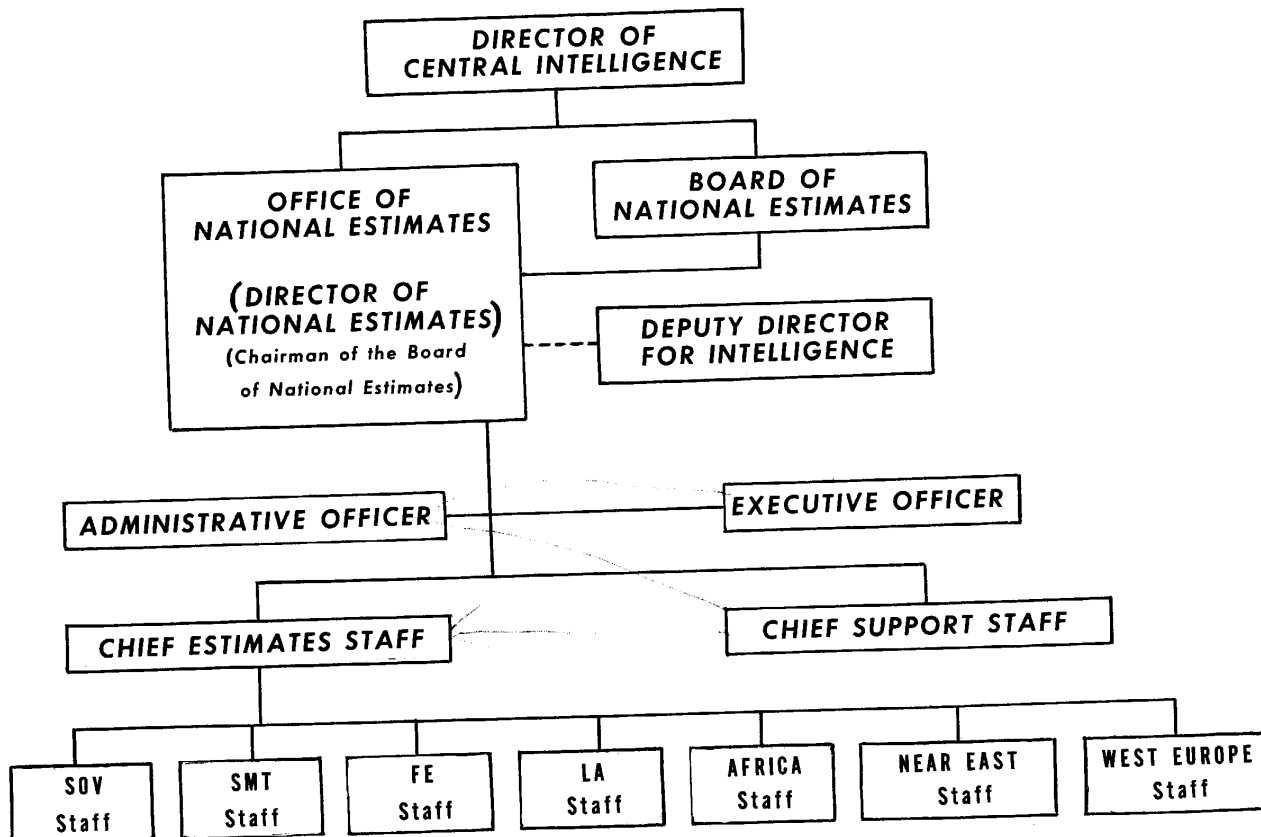 DIRECTOR OF
CENTRAL INTELLIGENCE
OFFICE OF
NATIONAL ESTIMATES
(DIRECTOR OF
NATIONAL ESTIMATES)
(Chairman of the Board
of National Estimates)
BOARD OF
NATIONAL ESTIMATES
DEPUTY DIRECTOR
FOR INTELLIGENCE
ADMINISTRATIVE OFFICER
EXECUTIVE OFFICER
CHIEF ESTIMATES STAFF
CHIEF SUPPORT STAFF
SOV
Staff
SMT
Staff
FE
Staff
LA
Staff
AFRICA
Staff
NEAR EAST
Staff
WEST EUROPE
Staff